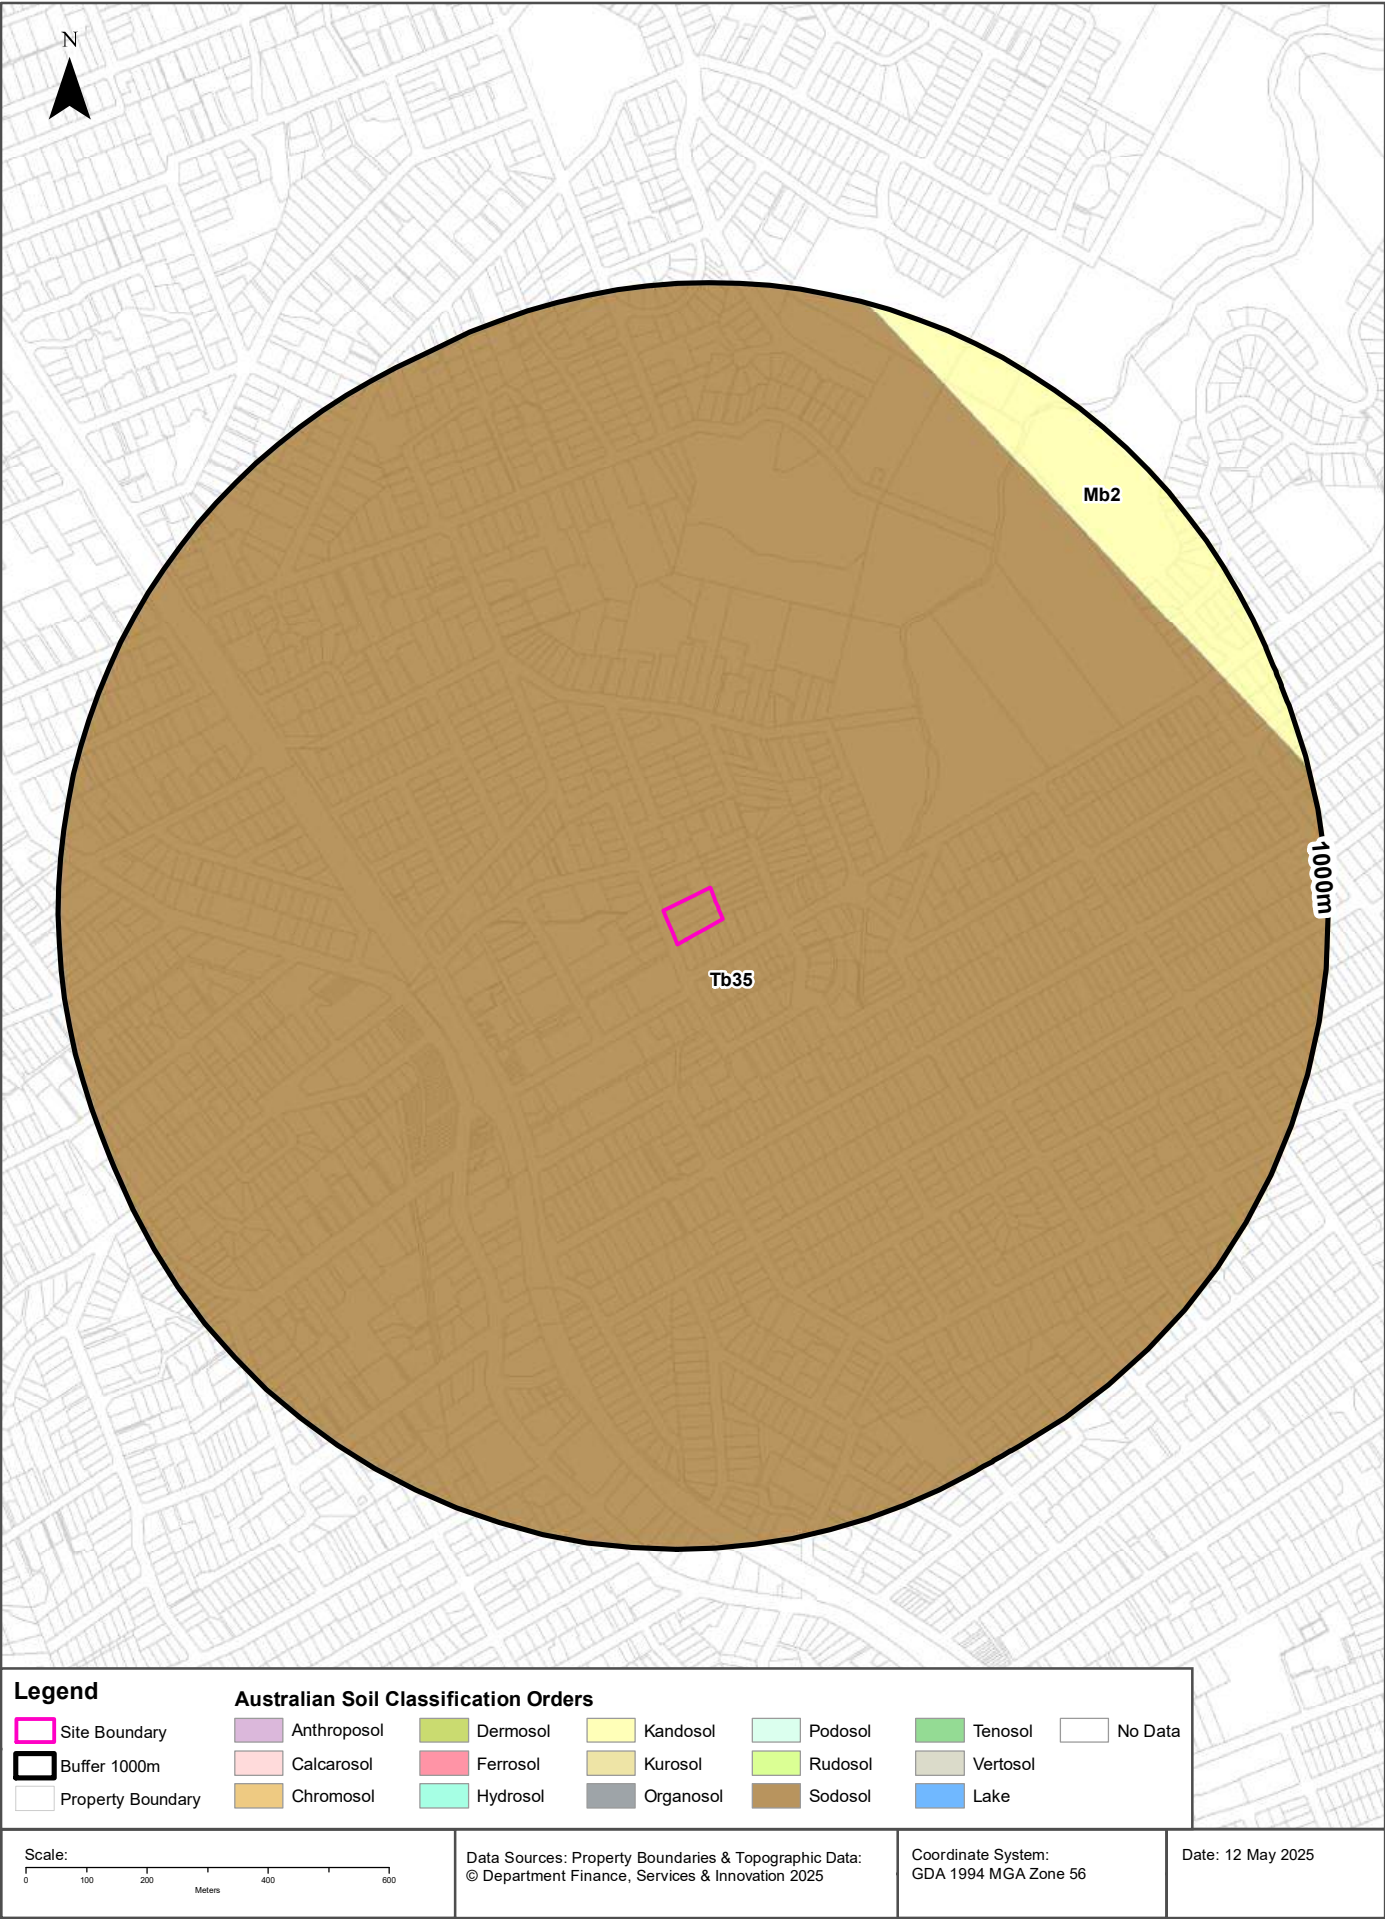 N
Mb2
1000m
Tb35
Legend
Site Boundary
Buffer 1000m
Property Boundary
Australian Soil Classification Orders
Anthroposol
Calcarosol
Chromosol
Dermosol
Ferrosol
Hydrosol
Kandosol
Kurosol
Organosol
Podosol
Rudosol
Sodosol
Tenosol
Vertosol
Lake
No Data
Scale:
0 100 200 400 600
Meters
Data Sources: Property Boundaries & Topographic Data:
© Department Finance, Services & Innovation 2025
Coordinate System:
GDA 1994 MGA Zone 56
Date: 12 May 2025